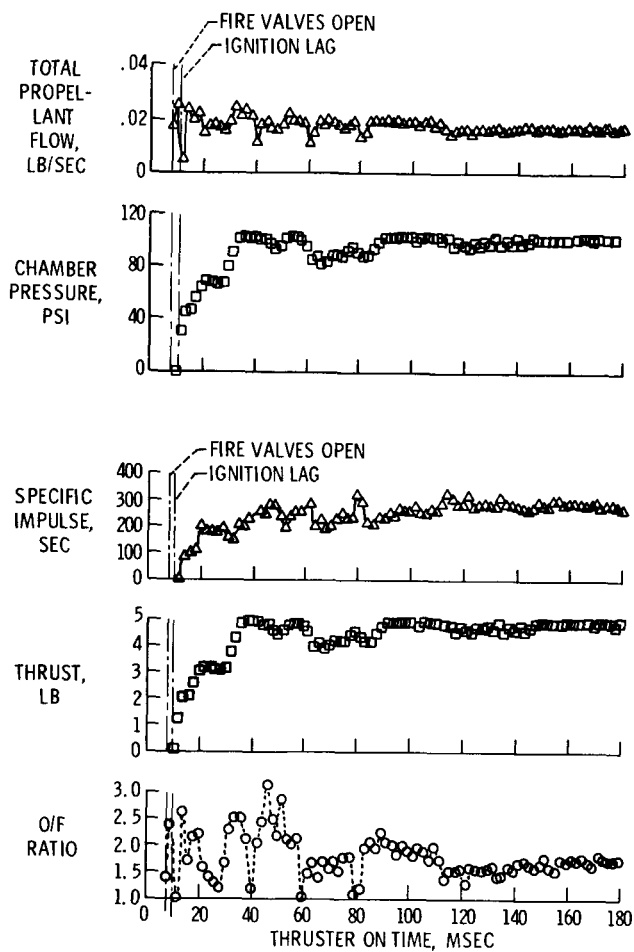 FIRE VALVES OPEN
IGNITION LAG
TOTAL
PROPEL-
LANT
FLOW,
LB/SEC
.04
.02
0
CHAMBER
PRESSURE,
PSI
120
80
40
0
FIRE VALVES OPEN
IGNITION LAG
SPECIFIC
IMPULSE,
SEC
400
300
200
100
0
THRUST,
LB
5
4
3
2
1
0
O/F
RATIO
3.0
2.5
2.0
1.5
1.0
0 20 40 60 80 100 120 140 160 180
THRUSTER ON TIME, MSEC